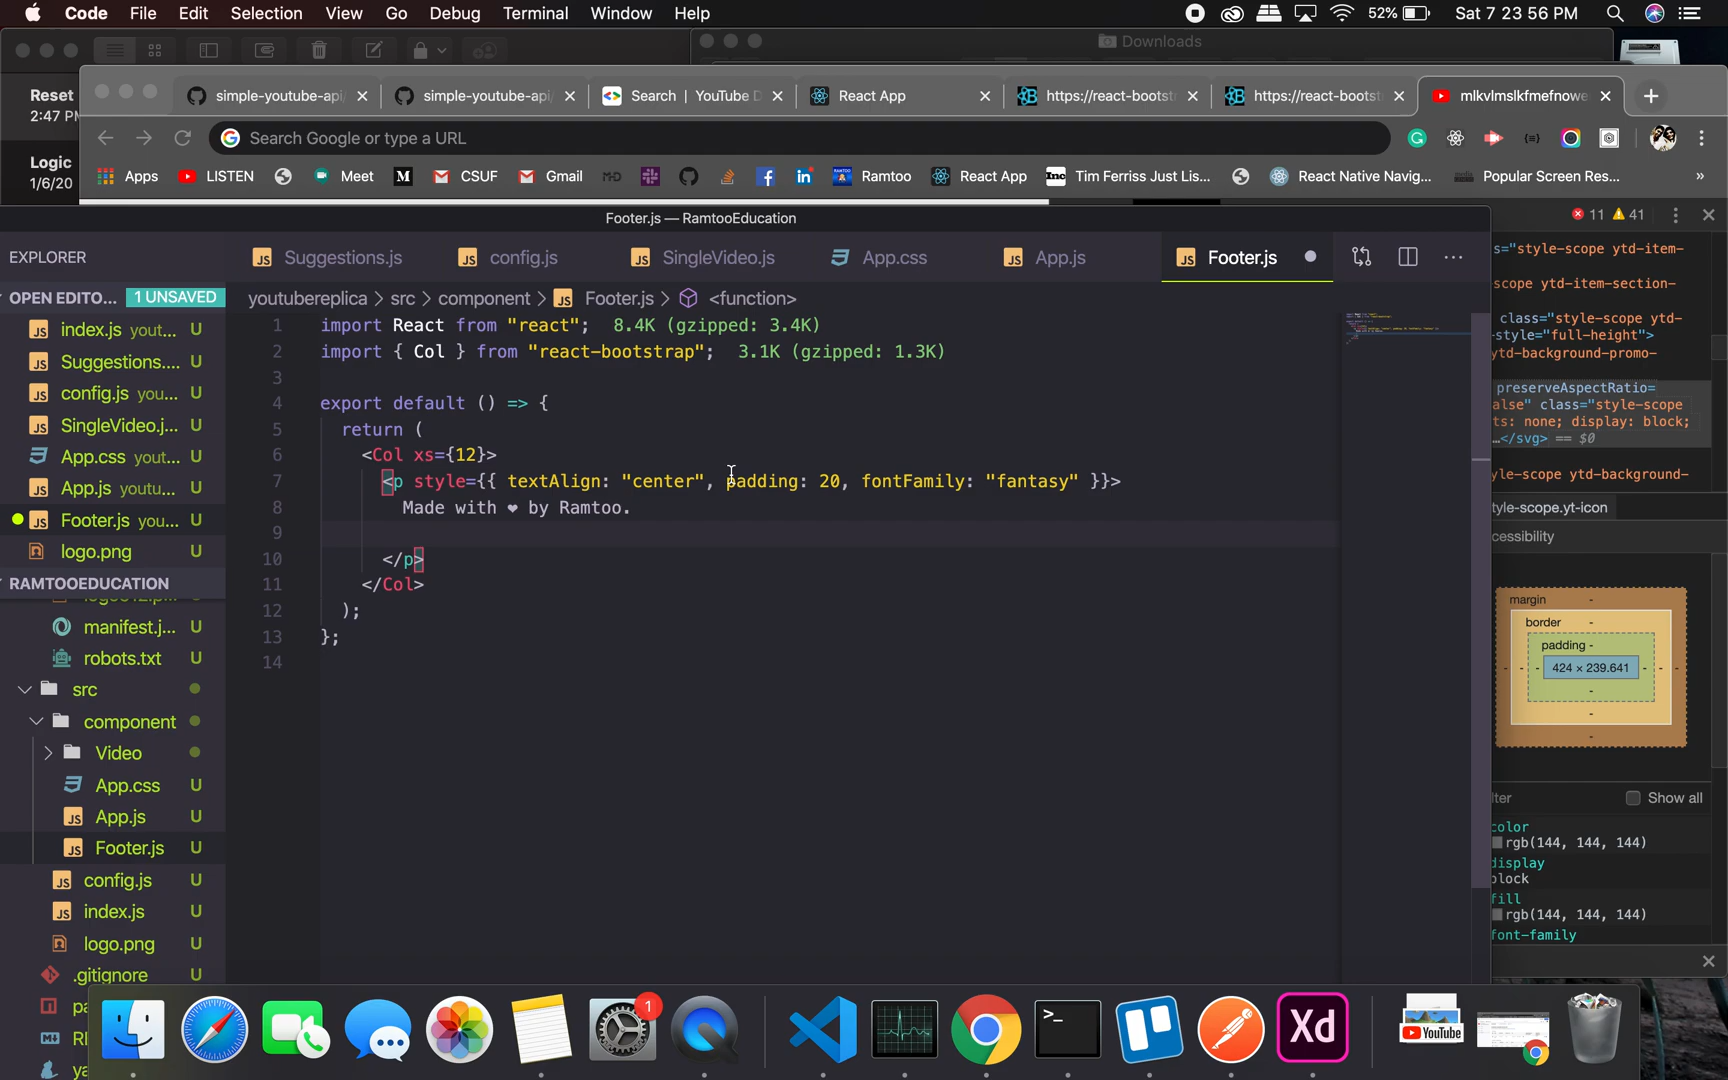 Code File Edit Selection View Go Debug Terminal Window Help 52% Sat 7 23 56 PM
Downloads
Reset
2:47 PM
simple-youtube-api simple-youtube-api Search | YouTube D React App https://react-bootst https://react-bootst mlkvlmslkfmefnowe
Search Google or type a URL
Logic
1/6/20
Apps LISTEN Meet M CSUF Gmail Ramtoo React App Inc Tim Ferriss Just Lis... React Native Navig... Popular Screen Res... »
Footer.js — RamtooEducation
11 41
EXPLORER
Suggestions.js config.js SingleVideo.js App.css App.js Footer.js
OPEN EDITO... 1 UNSAVED
youtubereplica > src > component > JS Footer.js > <function>
index.js yout... U
Suggestions.... U
config.js you... U
SingleVideo.j... U
App.css yout... U
App.js yout... U
Footer.js you... U
logo.png U
RAMTOOEDUCATION
manifest.j... U
robots.txt U
src
component
Video
App.css U
App.js U
Footer.js U
config.js U
index.js U
logo.png U
.gitignore U
1 import React from "react"; 8.4K (gzipped: 3.4K)
2 import { Col } from "react-bootstrap"; 3.1K (gzipped: 1.3K)
3
4 export default () => {
5 return (
6 <Col xs={12}>
7 <p style={{ textAlign: "center", padding: 20, fontFamily: "fantasy" }}>
8 Made with ❤ by Ramtoo.
9
10 </p>
11 </Col>
12 );
13 };
14
s="style-scope ytd-item-
scope ytd-item-section-
class="style-scope ytd-
-style="full-height">
ytd-background-promo-
preserveAspectRatio=
alse" class="style-scope
ts: none; display: block;
…</svg> == $0
yle-scope ytd-background-
tyle-scope.yt-icon
ccessibility
margin -
border -
padding -
424 × 239.641
lter Show all
color
rgb(144, 144, 144)
display
block
fill
rgb(144, 144, 144)
font-family
1
Xd
YouTube